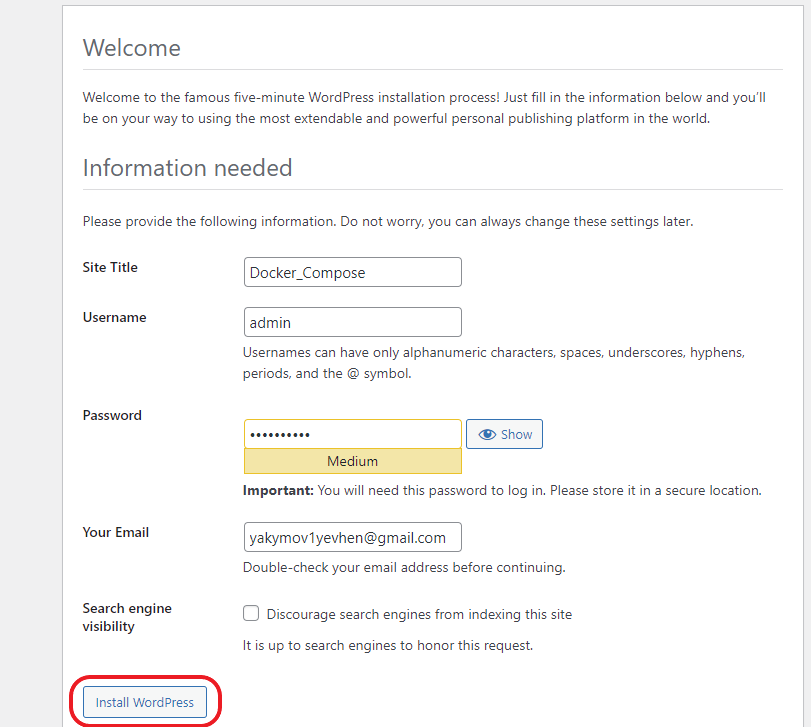 Welcome
Welcome to the famous five-minute WordPress installation process! Just fill in the information below and you’ll
be on your way to using the most extendable and powerful personal publishing platform in the world.
Information needed
Please provide the following information. Do not worry, you can always change these settings later.
Site Title
Docker_Compose
Username
admin
Usernames can have only alphanumeric characters, spaces, underscores, hyphens,
periods, and the @ symbol.
Password
••••••••••
Show
Medium
Important: You will need this password to log in. Please store it in a secure location.
Your Email
yakymov1yevhen@gmail.com
Double-check your email address before continuing.
Search engine
visibility
Discourage search engines from indexing this site
It is up to search engines to honor this request.
Install WordPress